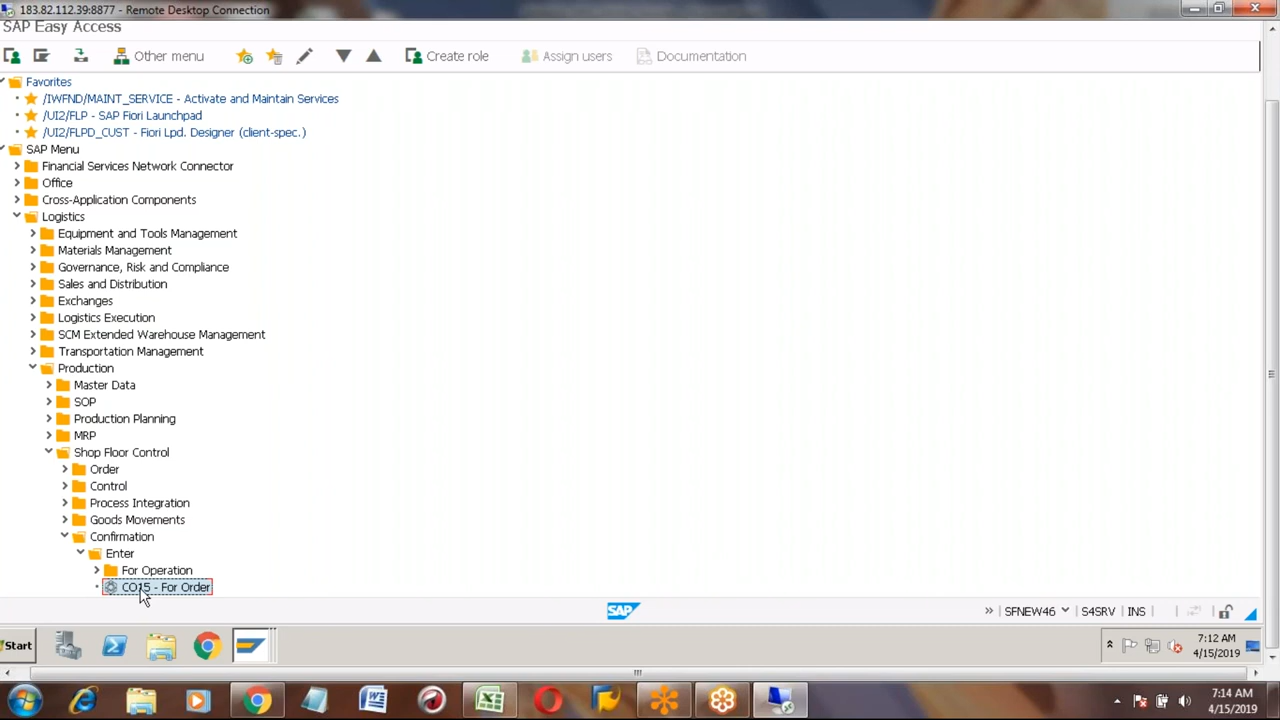 183.82.112.39:8877 - Remote Desktop Connection
SAP Easy Access
Other menu
Create role
Assign users
Documentation
Favorites
/IWFND/MAINT_SERVICE - Activate and Maintain Services
/UI2/FLP - SAP Fiori Launchpad
/UI2/FLPD_CUST - Fiori Lpd. Designer (client-spec.)
SAP Menu
Financial Services Network Connector
Office
Cross-Application Components
Logistics
Equipment and Tools Management
Materials Management
Governance, Risk and Compliance
Sales and Distribution
Exchanges
Logistics Execution
SCM Extended Warehouse Management
Transportation Management
Production
Master Data
SOP
Production Planning
MRP
Shop Floor Control
Order
Control
Process Integration
Goods Movements
Confirmation
Enter
For Operation
CO15 - For Order
SAP
SFNEW46
S4SRV
INS
Start
7:12 AM
4/15/2019
7:14 AM
4/15/2019